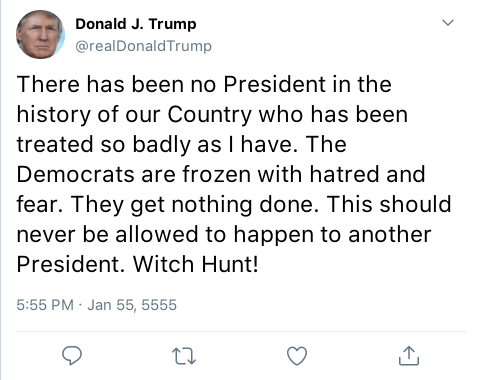 Donald J. Trump
@realDonaldTrump
There has been no President in the
history of our Country who has been
treated so badly as I have. The
Democrats are frozen with hatred and
fear. They get nothing done. This should
never be allowed to happen to another
President. Witch Hunt!
5:55 PM · Jan 55, 5555